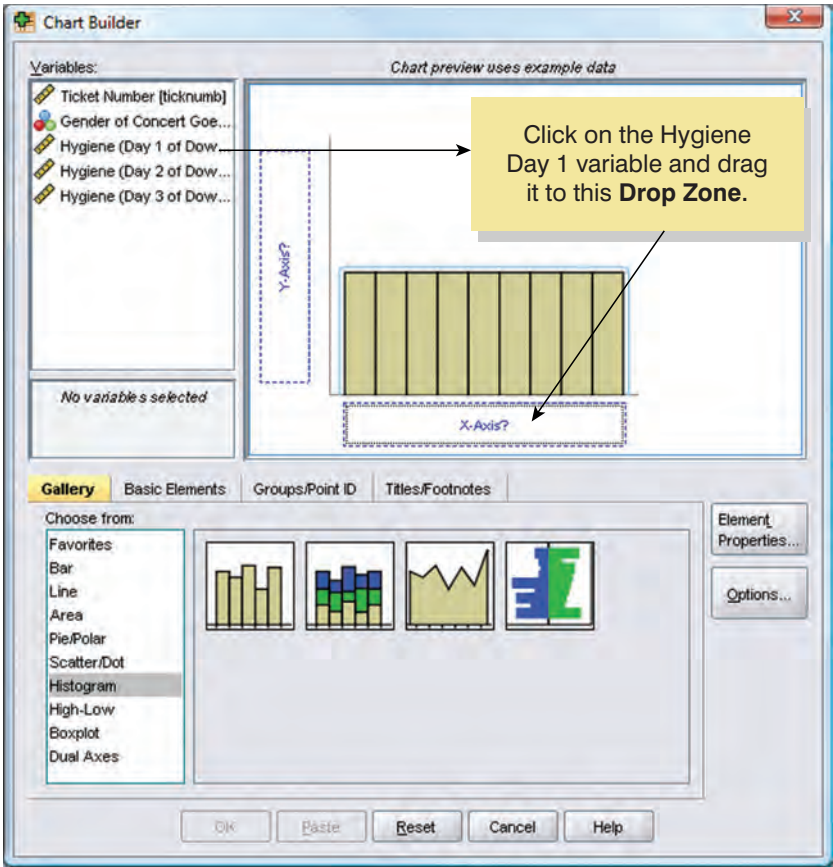 Chart Builder
Variables:
Chart preview uses example data
Ticket Number [ticknumb]
Gender of Concert Goe...
Hygiene (Day 1 of Dow...
Hygiene (Day 2 of Dow...
Hygiene (Day 3 of Dow...
Click on the Hygiene
Day 1 variable and drag
it to this Drop Zone.
Y-Axis?
X-Axis?
No variables selected
Gallery
Basic Elements
Groups/Point ID
Titles/Footnotes
Choose from:
Favorites
Bar
Line
Area
Pie/Polar
Scatter/Dot
Histogram
High-Low
Boxplot
Dual Axes
Element
Properties...
Options...
OK
Paste
Reset
Cancel
Help